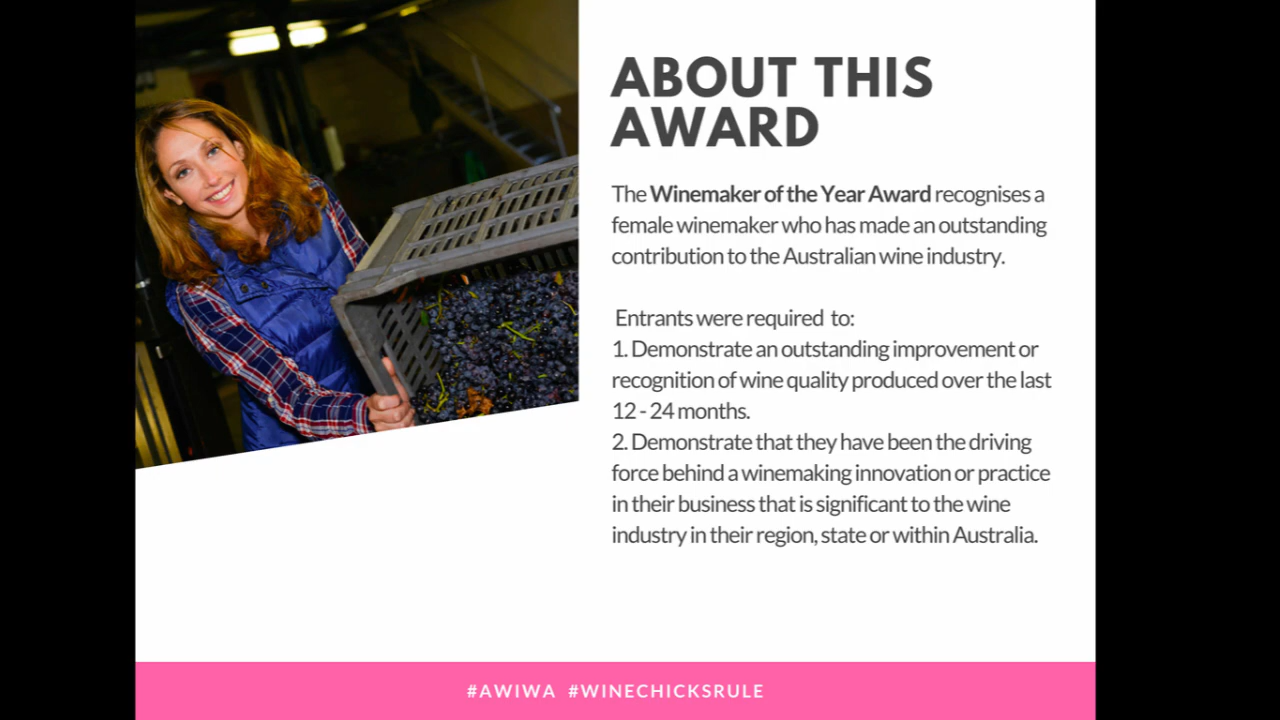 ABOUT THIS
AWARD
The Winemaker of the Year Award recognises a
female winemaker who has made an outstanding
contribution to the Australian wine industry.
Entrants were required to:
1. Demonstrate an outstanding improvement or
recognition of wine quality produced over the last
12 - 24 months.
2. Demonstrate that they have been the driving
force behind a winemaking innovation or practice
in their business that is significant to the wine
industry in their region, state or within Australia.
#AWIWA #WINECHICKSRULE